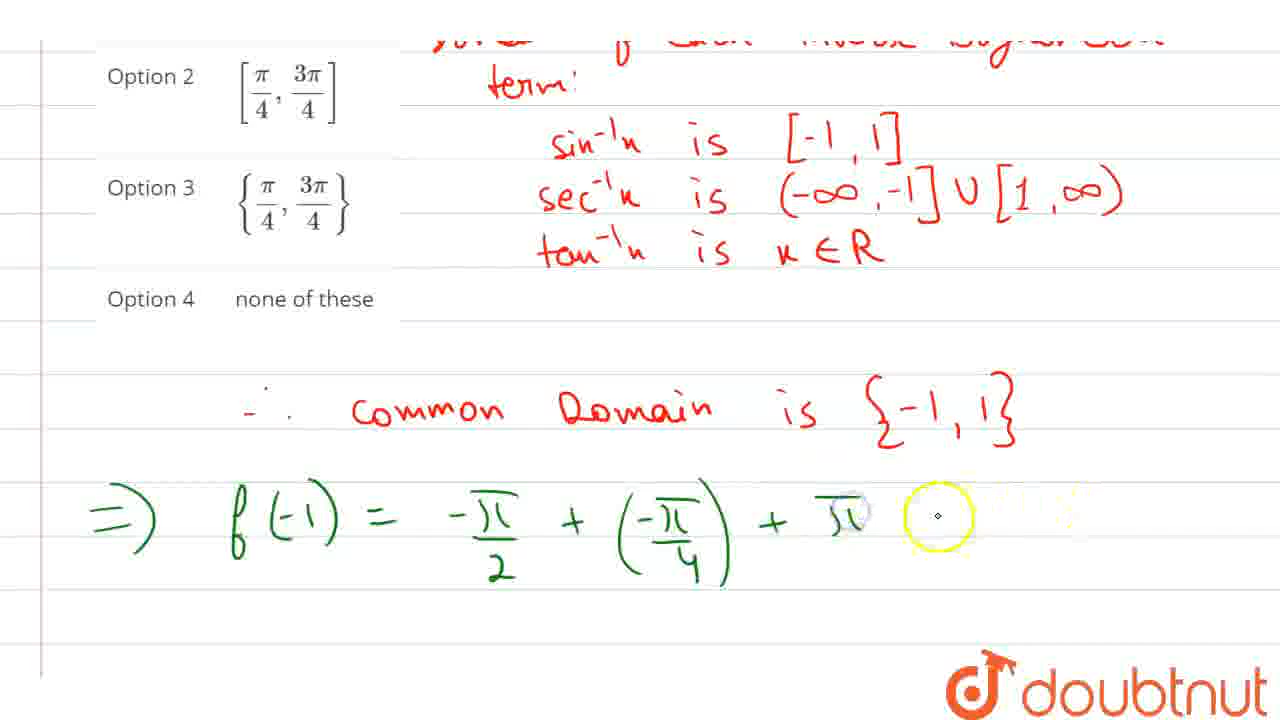 term:
Option 2 [π/4, 3π/4]
sin⁻¹x is [-1, 1]
Option 3 {π/4, 3π/4}
sec⁻¹x is (-∞, -1] ∪ [1, ∞)
tan⁻¹x is x ∈ R
Option 4 none of these
∴ Common Domain is {-1, 1}
⇒ f(-1) = -π/2 + (-π/4) + π
doubtnut